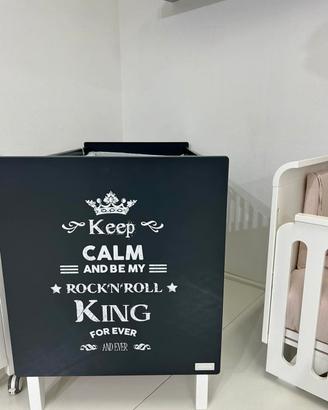 Keep
CALM
AND BE MY
ROCK'N'ROLL
KING
FOR EVER
AND EVER